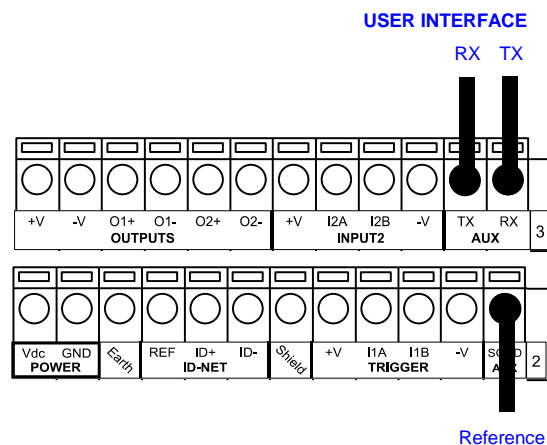 USER INTERFACE
RX TX
+V -V O1+ O1- O2+ O2- +V I2A I2B -V TX RX
OUTPUTS INPUT2 AUX 3
Vdc GND Earth REF ID+ ID- Shield +V I1A I1B -V
POWER ID-NET TRIGGER 2
Reference